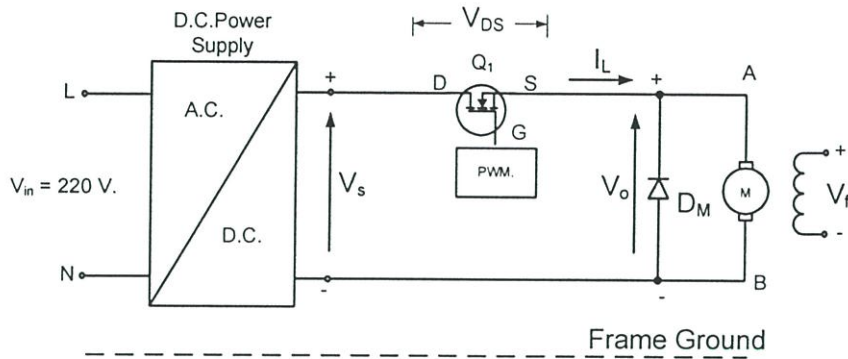 D.C.Power
Supply
V_DS
Q₁
I_L
D
S
G
+
+
A
L
A.C.
PWM.
V_in = 220 V.
V_s
V_o
D_M
M
+
V_f
-
D.C.
N
-
-
B
Frame Ground